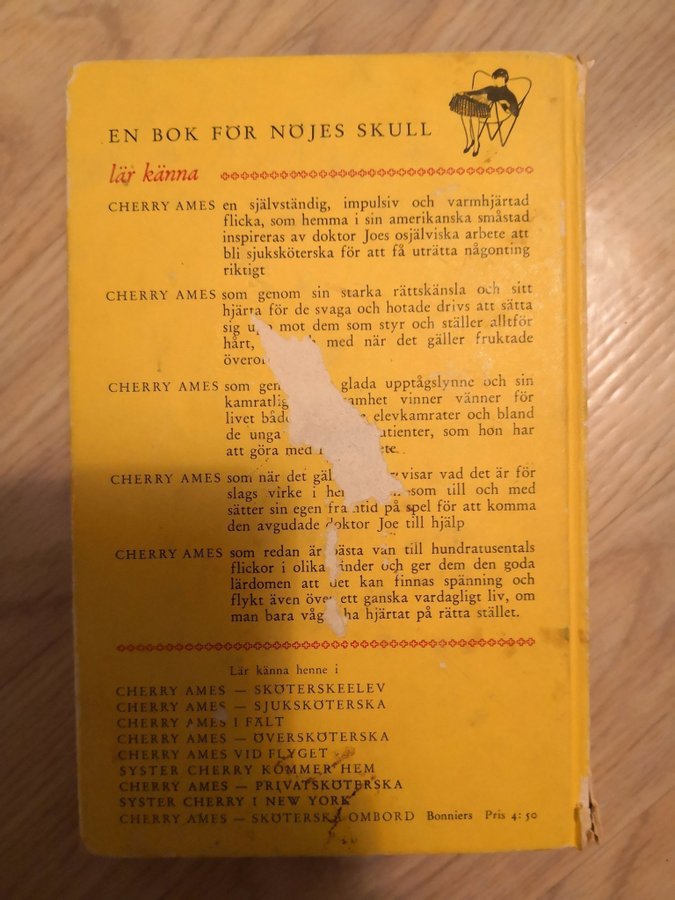 EN BOK FÖR NÖJES SKULL
lär känna
CHERRY AMES en självständig, impulsiv och varmhjärtad
flicka, som hemma i sin amerikanska småstad
inspireras av doktor Joes osjälviska arbete att
bli sjuksköterska för att få uträtta någonting
riktigt
CHERRY AMES som genom sin starka rättskänsla och sitt
hjärta för de svaga och hotade drivs att sätta
sig mot dem som styr och ställer alltför
hårt, med när det gäller fruktade
CHERRY AMES som glada upptågslynne och sin
vinner vänner för
livet elevkamrater och bland
de unga som hon har
att göra med
CHERRY AMES som när det visar vad det är för
slags virke i som till och med
sätter sin egen framtid på spel för att komma
den avgudade doktor Joe till hjälp
CHERRY AMES som redan är bästa vän till hundratusentals
flickor i olika länder och ger dem den goda
lärdomen att det kan finnas spänning och
flykt även över ett ganska vardagligt liv, om
man bara ha hjärtat på rätta stället.
Lär känna henne i
CHERRY AMES — SKÖTERSKEELEV
CHERRY AMES — SJUKSKÖTERSKA
CHERRY AMES I FÄLT
CHERRY AMES — ÖVERSKÖTERSKA
CHERRY AMES VID FLYGET
SYSTER CHERRY KOMMER HEM
CHERRY AMES — PRIVATSKÖTERSKA
SYSTER CHERRY I NEW YORK
CHERRY AMES — SKÖTERSKA OMBORD Bonniers Pris 4:50